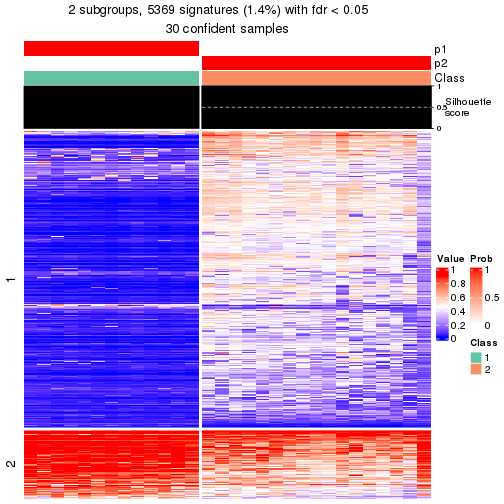 2 subgroups, 5369 signatures (1.4%) with fdr < 0.05
30 confident samples
p1
p2
Class
1
0.5
0
Silhouette
score
1
2
Value
1
0.8
0.6
0.4
0.2
0
Prob
1
0.5
0
Class
1
2